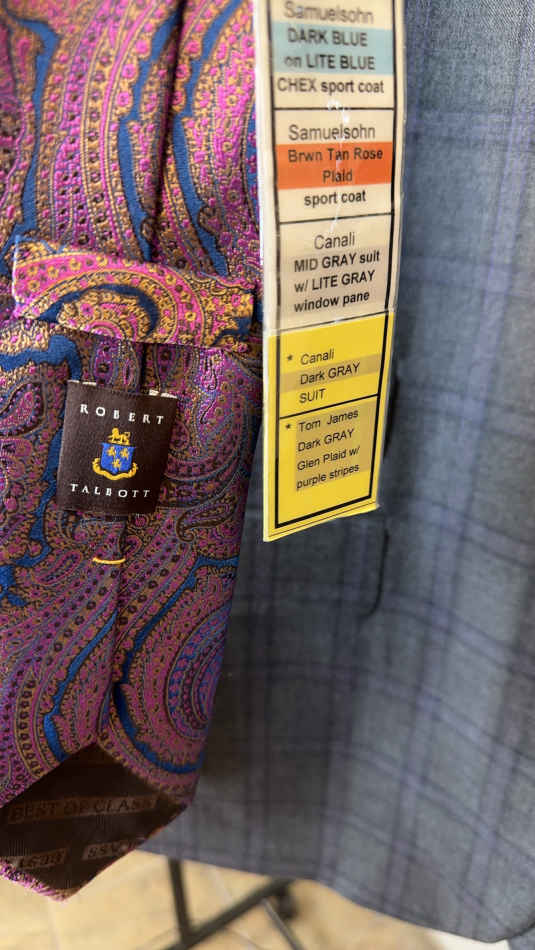 Samuelsohn
DARK BLUE
on LITE BLUE
CHEX sport coat
Samuelsohn
Brwn Tan Rose
Plaid
sport coat
Canali
MID GRAY suit
w/ LITE GRAY
window pane
* Canali
Dark GRAY
SUIT
* Tom James
Dark GRAY
Glen Plaid w/
purple stripes
ROBERT
TALBOTT
BEST OF CLASS